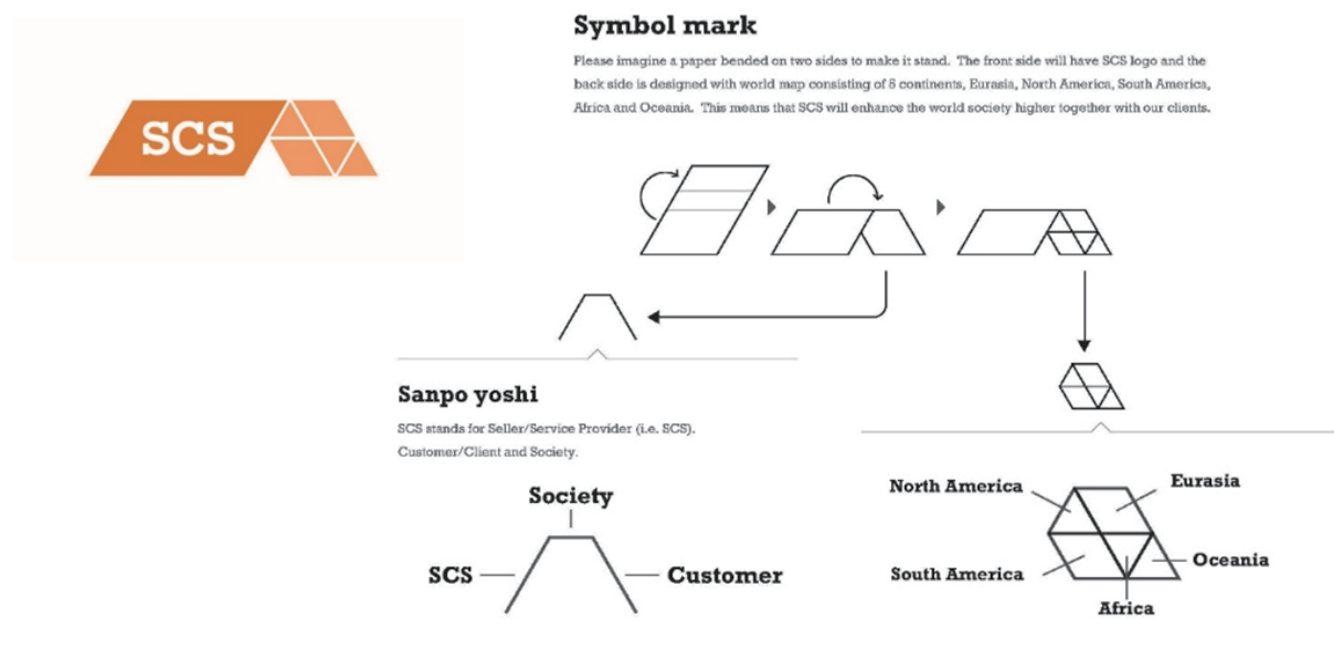 SCS
Symbol mark
Please imagine a paper bended on two sides to make it stand. The front side will have SCS logo and the
back side is designed with world map consisting of 5 continents, Eurasia, North America, South America,
Africa and Oceania. This means that SCS will enhance the world society higher together with our clients.
Sanpo yoshi
SCS stands for Seller/Service Provider (i.e. SCS).
Customer/Client and Society.
Society
SCS
Customer
North America
Eurasia
South America
Oceania
Africa